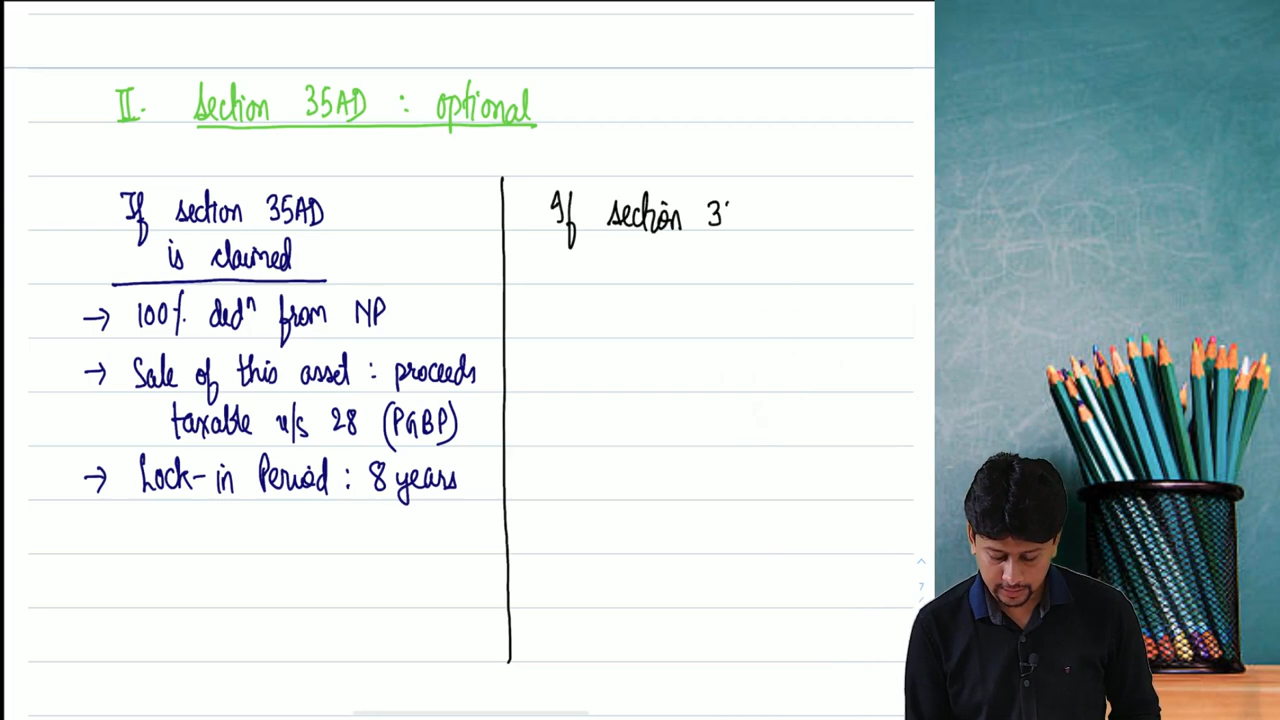 II. Section 35AD : optional
If section 35AD
is claimed
→ 100% dedⁿ from NP
→ Sale of this asset : proceeds
taxable u/s 28 (PGBP)
→ Lock-in Period : 8 years
If section 3
7